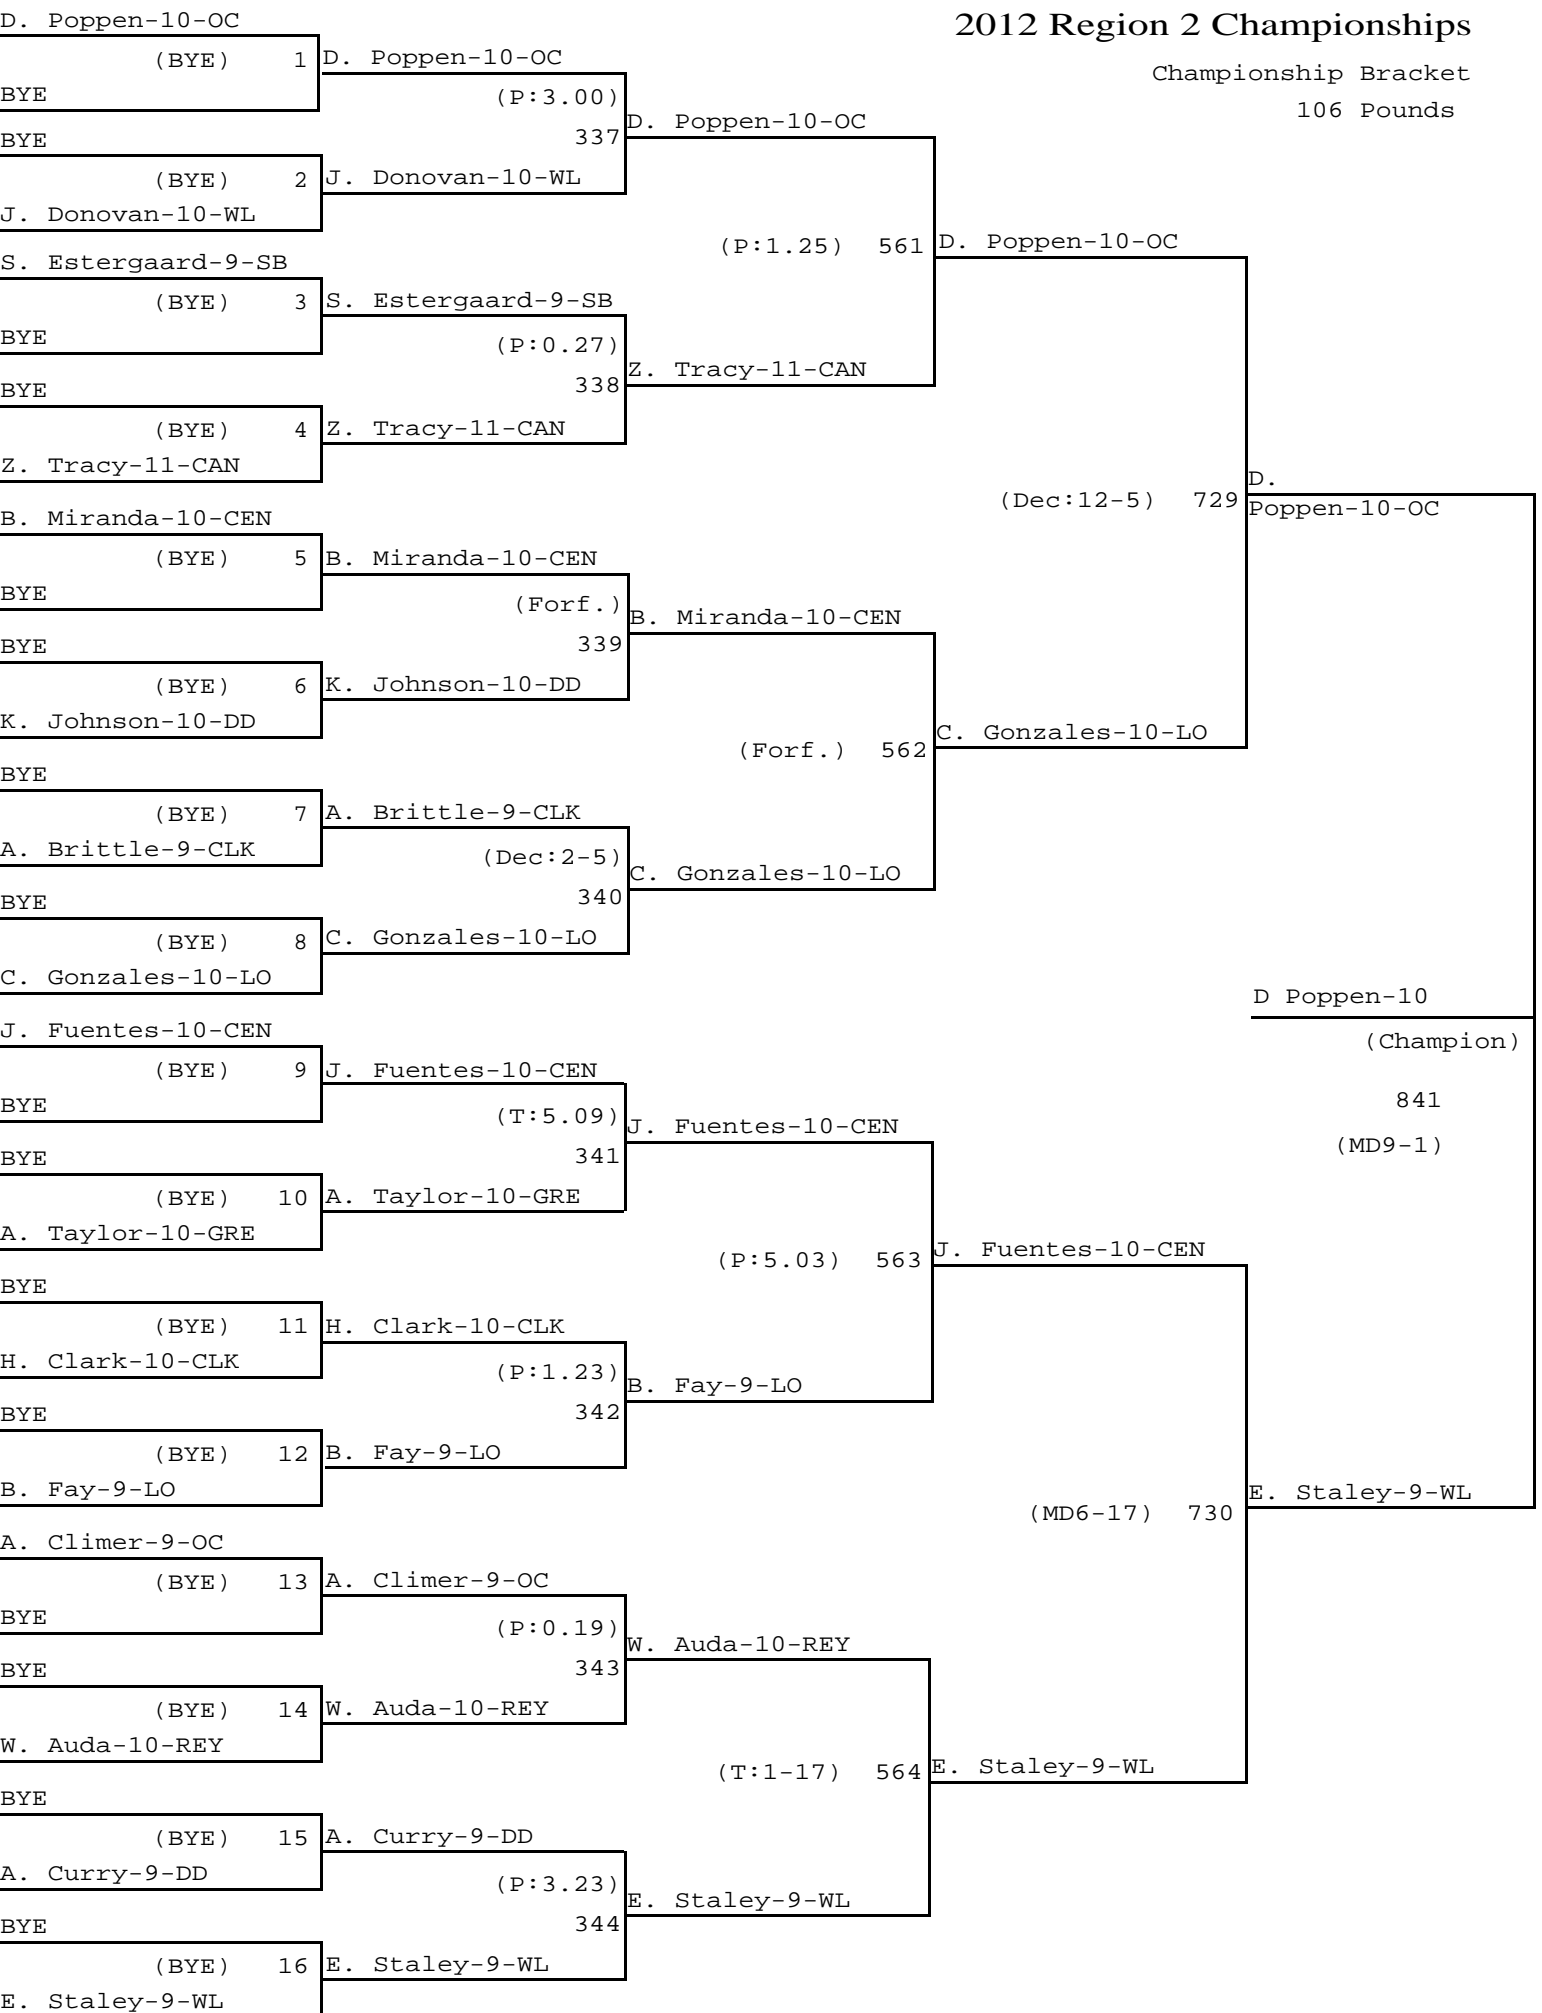 D. Poppen-10-OC
2012 Region 2 Championships
(BYE) 1 D. Poppen-10-OC
Championship Bracket
BYE
(P:3.00)
106 Pounds
D. Poppen-10-OC
BYE
337
(BYE) 2 J. Donovan-10-WL
J. Donovan-10-WL
(P:1.25) 561 D. Poppen-10-OC
S. Estergaard-9-SB
(BYE) 3 S. Estergaard-9-SB
BYE
(P:0.27)
Z. Tracy-11-CAN
BYE
338
(BYE) 4 Z. Tracy-11-CAN
Z. Tracy-11-CAN
D.
(Dec:12-5) 729 Poppen-10-OC
B. Miranda-10-CEN
(BYE) 5 B. Miranda-10-CEN
BYE
(Forf.)
B. Miranda-10-CEN
BYE
339
(BYE) 6 K. Johnson-10-DD
K. Johnson-10-DD
C. Gonzales-10-LO
(Forf.) 562
BYE
(BYE) 7 A. Brittle-9-CLK
A. Brittle-9-CLK
(Dec:2-5)
C. Gonzales-10-LO
BYE
340
(BYE) 8 C. Gonzales-10-LO
C. Gonzales-10-LO
D Poppen-10
J. Fuentes-10-CEN
(Champion)
(BYE) 9 J. Fuentes-10-CEN
BYE
841
(T:5.09)
J. Fuentes-10-CEN
(MD9-1)
BYE
341
(BYE) 10 A. Taylor-10-GRE
A. Taylor-10-GRE
(P:5.03) 563 J. Fuentes-10-CEN
BYE
(BYE) 11 H. Clark-10-CLK
H. Clark-10-CLK
(P:1.23)
B. Fay-9-LO
BYE
342
(BYE) 12 B. Fay-9-LO
B. Fay-9-LO
E. Staley-9-WL
(MD6-17) 730
A. Climer-9-OC
(BYE) 13 A. Climer-9-OC
BYE
(P:0.19)
W. Auda-10-REY
BYE
343
(BYE) 14 W. Auda-10-REY
W. Auda-10-REY
(T:1-17) 564 E. Staley-9-WL
BYE
(BYE) 15 A. Curry-9-DD
A. Curry-9-DD
(P:3.23)
E. Staley-9-WL
BYE
344
(BYE) 16 E. Staley-9-WL
E. Staley-9-WL